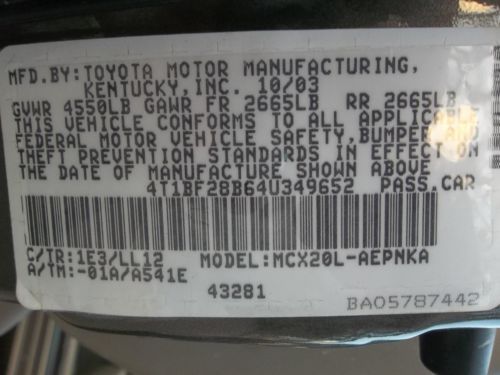 MFD.BY:TOYOTA MOTOR MANUFACTURING,
KENTUCKY,INC. 10/03
GVWR 4550LB GAWR FR 2665LB RR 2665LB
THIS VEHICLE CONFORMS TO ALL APPLICABLE
FEDERAL MOTOR VEHICLE SAFETY,BUMPER AND
THEFT PREVENTION STANDARDS IN EFFECT ON
THE DATE OF MANUFACTURE SHOWN ABOVE
4T1BF28B64U349652 PASS.CAR
C/TR:1E3/LL12 MODEL:MCX20L-AEPNKA
A/TM:-01A/A541E
43281
BA05787442